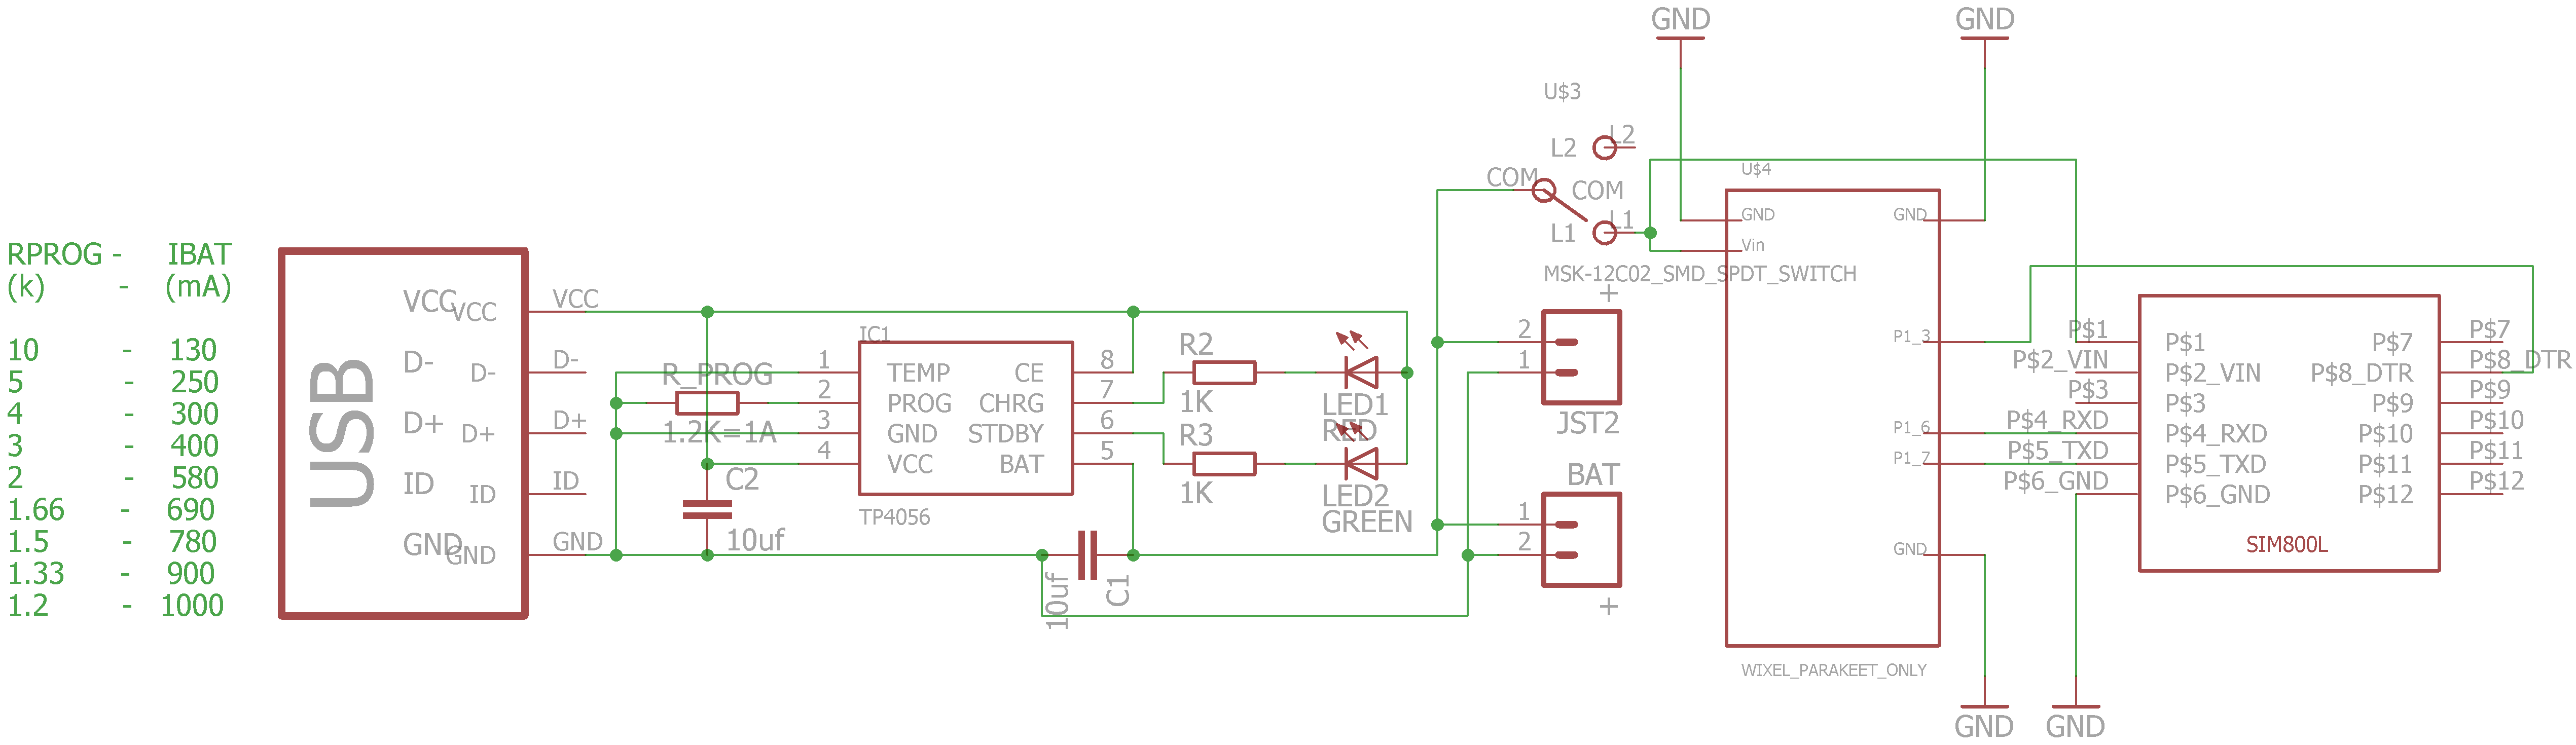 GND
GND
U$3
L2
L2
U$4
COM
COM
L1
L1
GND
GND
Vin
MSK-12C02_SMD_SPDT_SWITCH
RPROG - IBAT
(k) - (mA)
10 - 130
5 - 250
4 - 300
3 - 400
2 - 580
1.66 - 690
1.5 - 780
1.33 - 900
1.2 - 1000
USB
VCC
VCC
VCC
D-
D-
D-
D+
D+
D+
ID
ID
ID
GND
GND
GND
R_PROG
1.2K=1A
C2
10uf
IC1
1 TEMP CE 8
2 PROG CHRG 7
3 GND STDBY 6
4 VCC BAT 5
TP4056
10uf
C1
R2
1K
R3
1K
LED1
RED
LED2
GREEN
+
2
1
JST2
BAT
1
2
+
P1_3
P1_6
P1_7
GND
WIXEL_PARAKEET_ONLY
P$1 P$1 P$7 P$7
P$2_VIN P$2_VIN P$8_DTR P$8_DTR
P$3 P$3 P$9 P$9
P$4_RXD P$4_RXD P$10 P$10
P$5_TXD P$5_TXD P$11 P$11
P$6_GND P$6_GND P$12 P$12
SIM800L
GND
GND